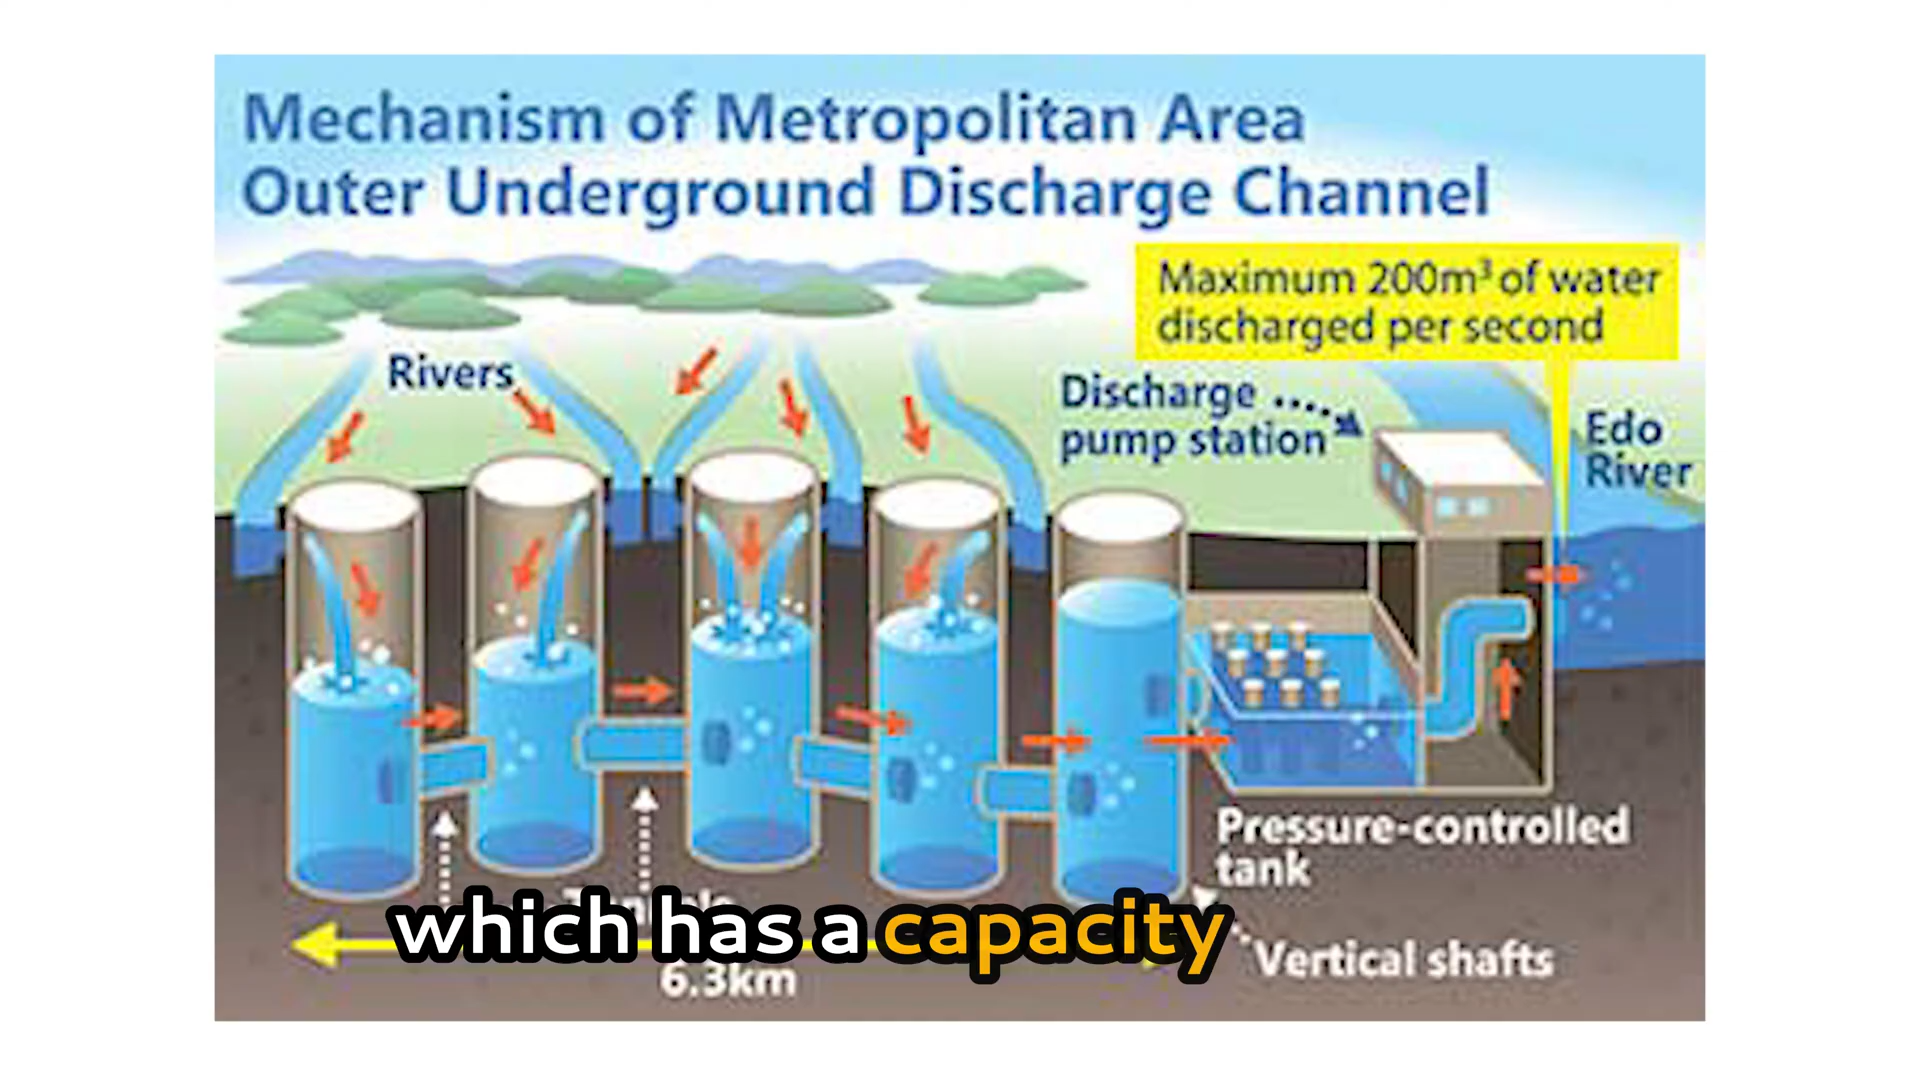 Mechanism of Metropolitan Area
Outer Underground Discharge Channel
Maximum 200m³ of water
discharged per second
Rivers
Discharge
pump station
Edo
River
Pressure-controlled
tank
which has a capacity
6.3km
Vertical shafts